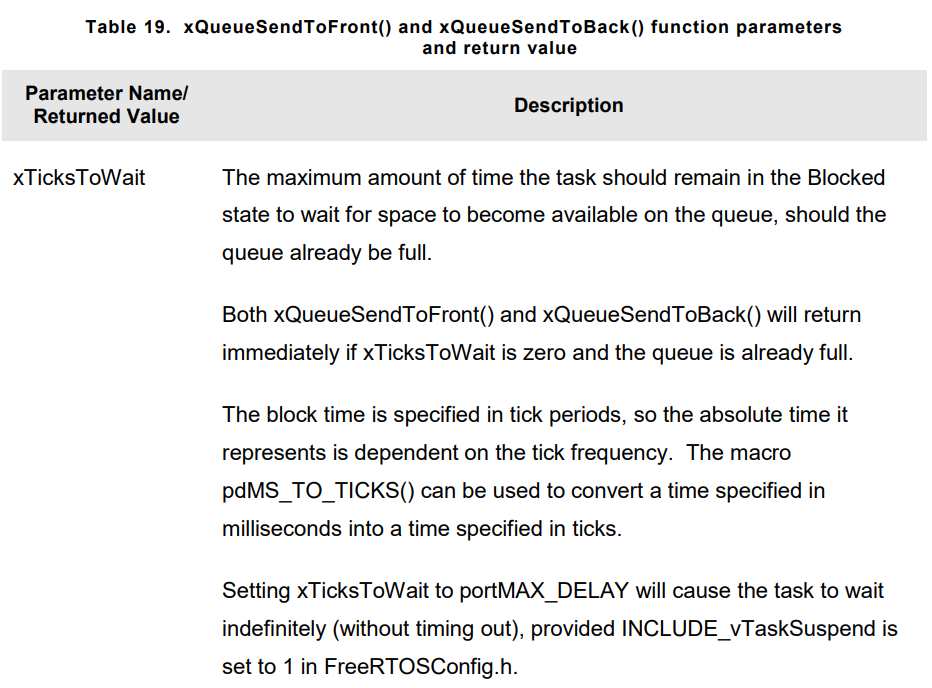 Table 19. xQueueSendToFront() and xQueueSendToBack() function parameters
and return value
Parameter Name/
Returned Value
Description
xTicksToWait
The maximum amount of time the task should remain in the Blocked
state to wait for space to become available on the queue, should the
queue already be full.
Both xQueueSendToFront() and xQueueSendToBack() will return
immediately if xTicksToWait is zero and the queue is already full.
The block time is specified in tick periods, so the absolute time it
represents is dependent on the tick frequency.  The macro
pdMS_TO_TICKS() can be used to convert a time specified in
milliseconds into a time specified in ticks.
Setting xTicksToWait to portMAX_DELAY will cause the task to wait
indefinitely (without timing out), provided INCLUDE_vTaskSuspend is
set to 1 in FreeRTOSConfig.h.